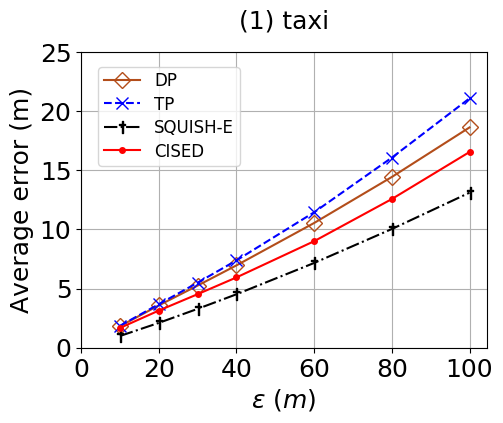 (1) taxi
25
20
15
10
5
0
Average error (m)
DP
TP
SQUISH-E
CISED
0 20 40 60 80 100
ε (m)